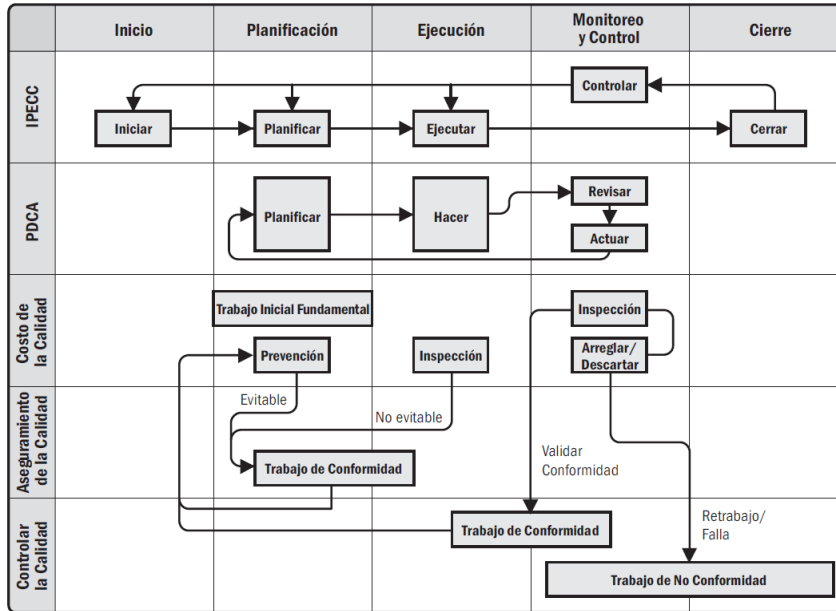 Inicio
Planificación
Ejecución
Monitoreo
y Control
Cierre
IPECC
Controlar
Iniciar
Planificar
Ejecutar
Cerrar
PDCA
Planificar
Hacer
Revisar
Actuar
Costo de
la Calidad
Trabajo Inicial Fundamental
Inspección
Prevención
Inspección
Arreglar/
Descartar
Aseguramiento
de la Calidad
Evitable
No evitable
Trabajo de Conformidad
Validar
Conformidad
Controlar
la Calidad
Trabajo de Conformidad
Retrabajo/
Falla
Trabajo de No Conformidad